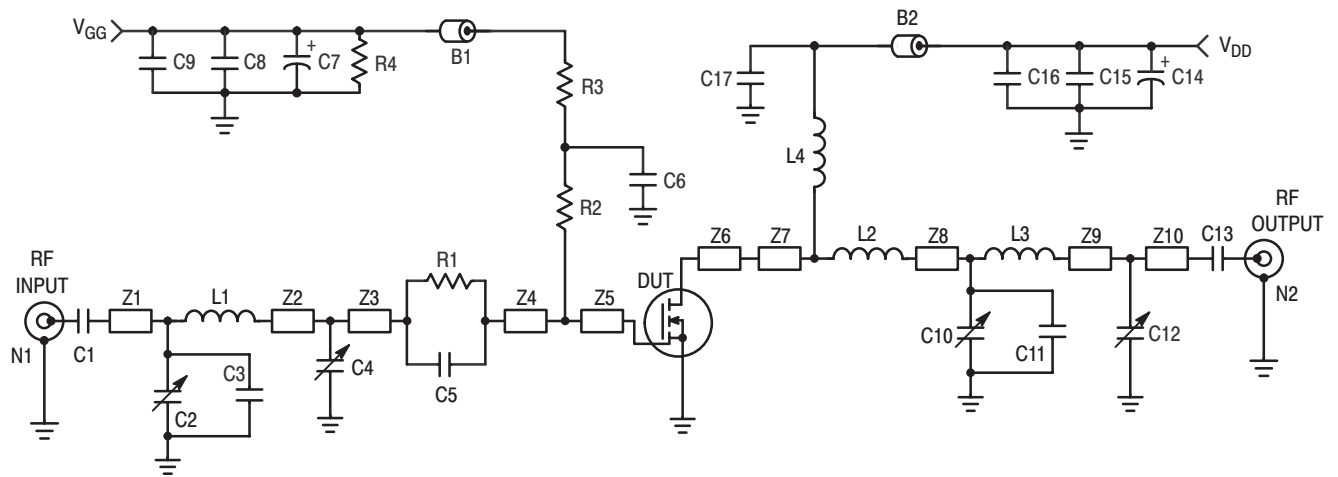 V_GG
C9
C8
+
C7
R4
B1
R3
C6
R2
B2
C17
L4
C16
C15
+
C14
V_DD
RF
INPUT
N1
C1
Z1
L1
Z2
Z3
C2
C3
C4
R1
C5
Z4
Z5
DUT
Z6
Z7
L2
Z8
L3
Z9
Z10
C13
C10
C11
C12
RF
OUTPUT
N2